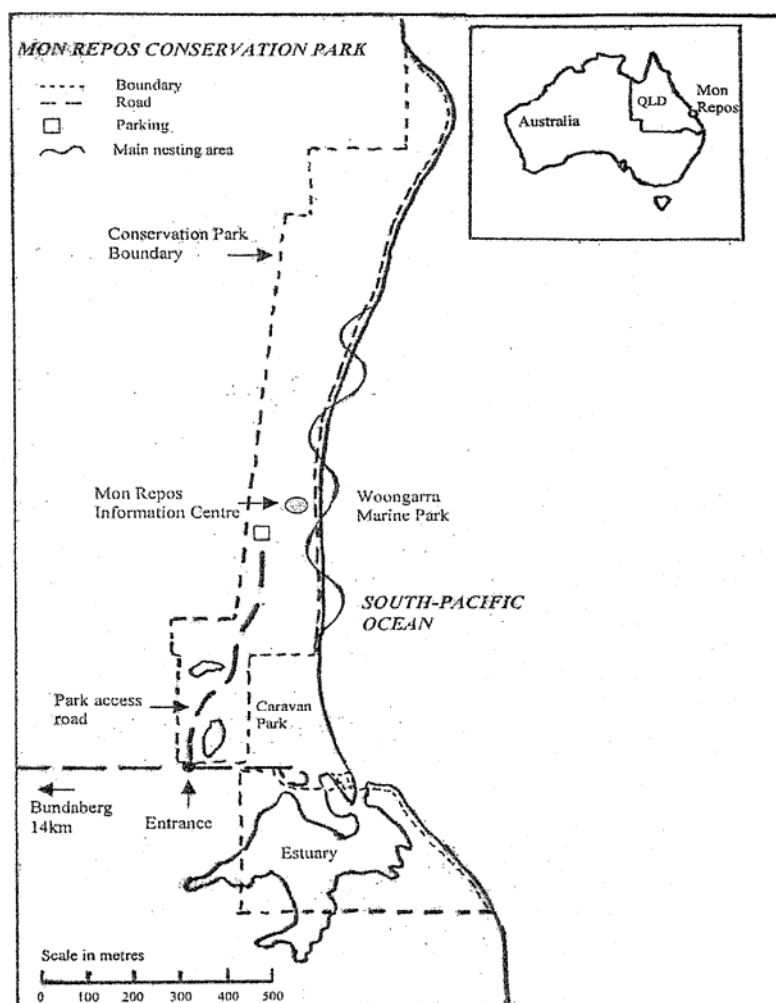 MON REPOS CONSERVATION PARK
Boundary
Road
Parking
Main nesting area
Australia
QLD
Mon
Repos
Conservation Park
Boundary
Mon Repos
Information Centre
Woongarra
Marine Park
SOUTH-PACIFIC
OCEAN
Park access
road
Caravan
Park
Bundaberg
14km
Entrance
Estuary
Scale in metres
0 100 200 300 400 500